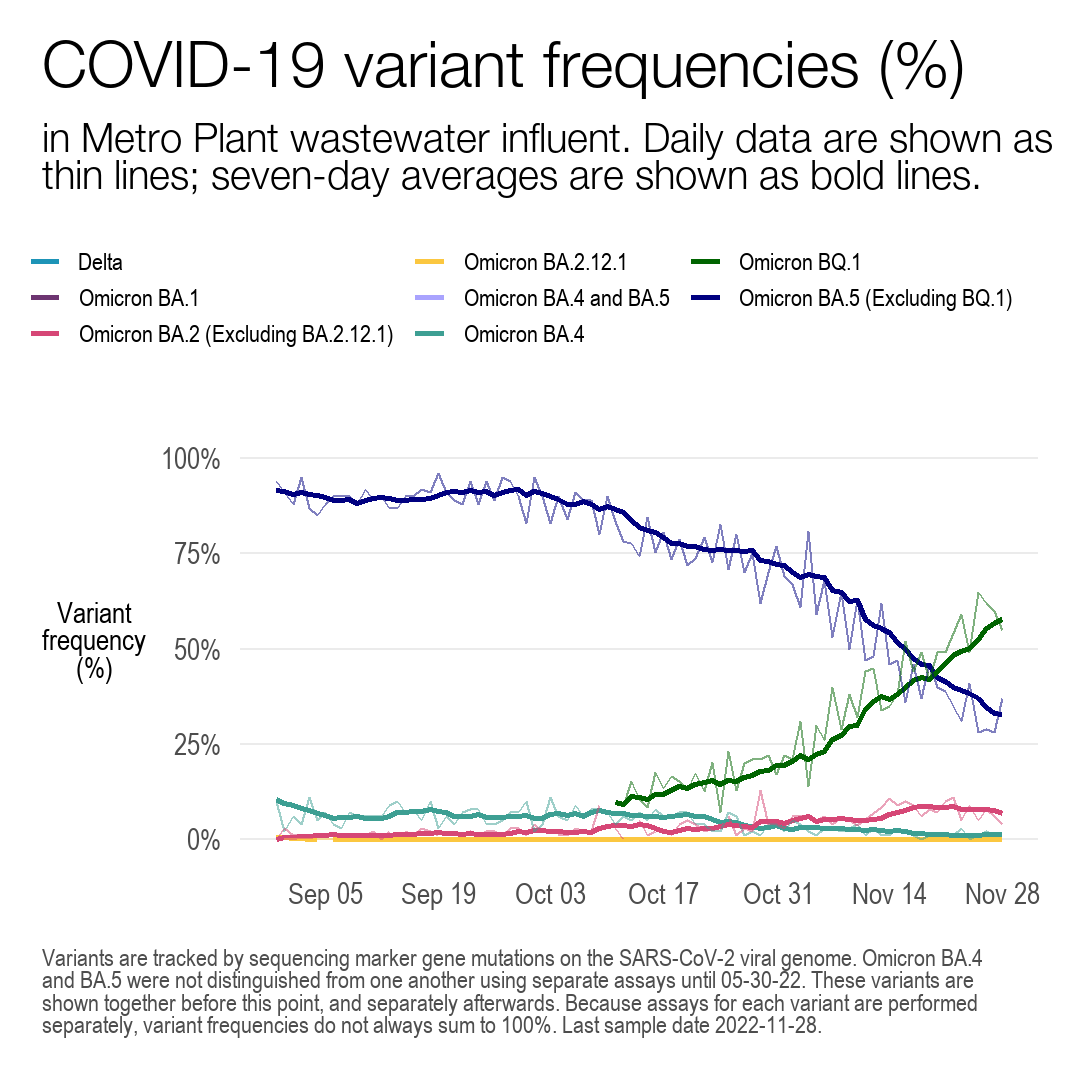 COVID-19 variant frequencies (%)
in Metro Plant wastewater influent. Daily data are shown as
thin lines; seven-day averages are shown as bold lines.
Delta
Omicron BA.1
Omicron BA.2 (Excluding BA.2.12.1)
Omicron BA.2.12.1
Omicron BA.4 and BA.5
Omicron BA.4
Omicron BQ.1
Omicron BA.5 (Excluding BQ.1)
100%
75%
50%
25%
0%
Variant
frequency
(%)
Sep 05 Sep 19 Oct 03 Oct 17 Oct 31 Nov 14 Nov 28
Variants are tracked by sequencing marker gene mutations on the SARS-CoV-2 viral genome. Omicron BA.4
and BA.5 were not distinguished from one another using separate assays until 05-30-22. These variants are
shown together before this point, and separately afterwards. Because assays for each variant are performed
separately, variant frequencies do not always sum to 100%. Last sample date 2022-11-28.